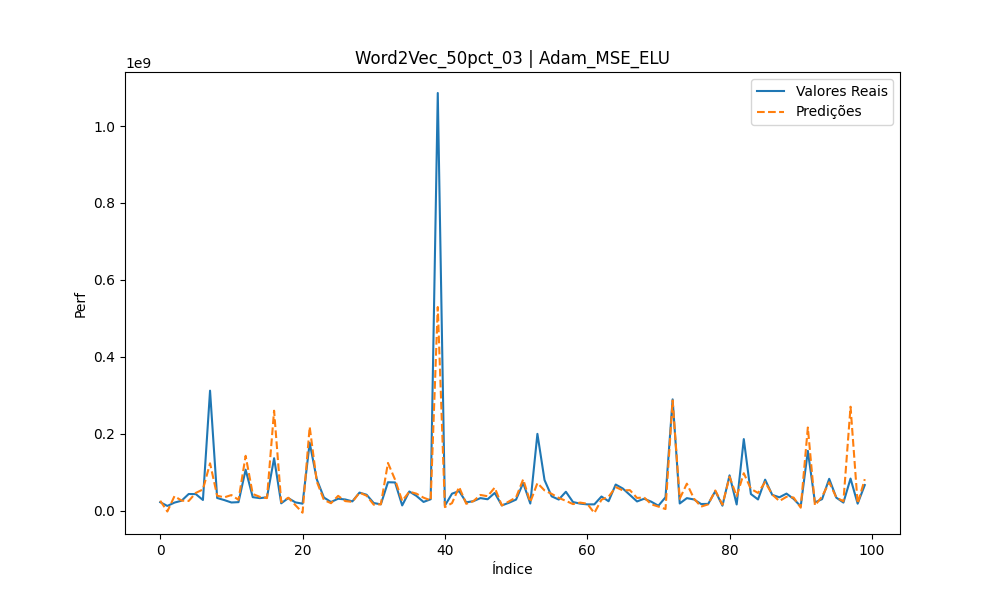 Word2Vec_50pct_03 | Adam_MSE_ELU
1e9
Valores Reais
Predições
1.0
0.8
0.6
0.4
0.2
0.0
Perf
0 20 40 60 80 100
Índice